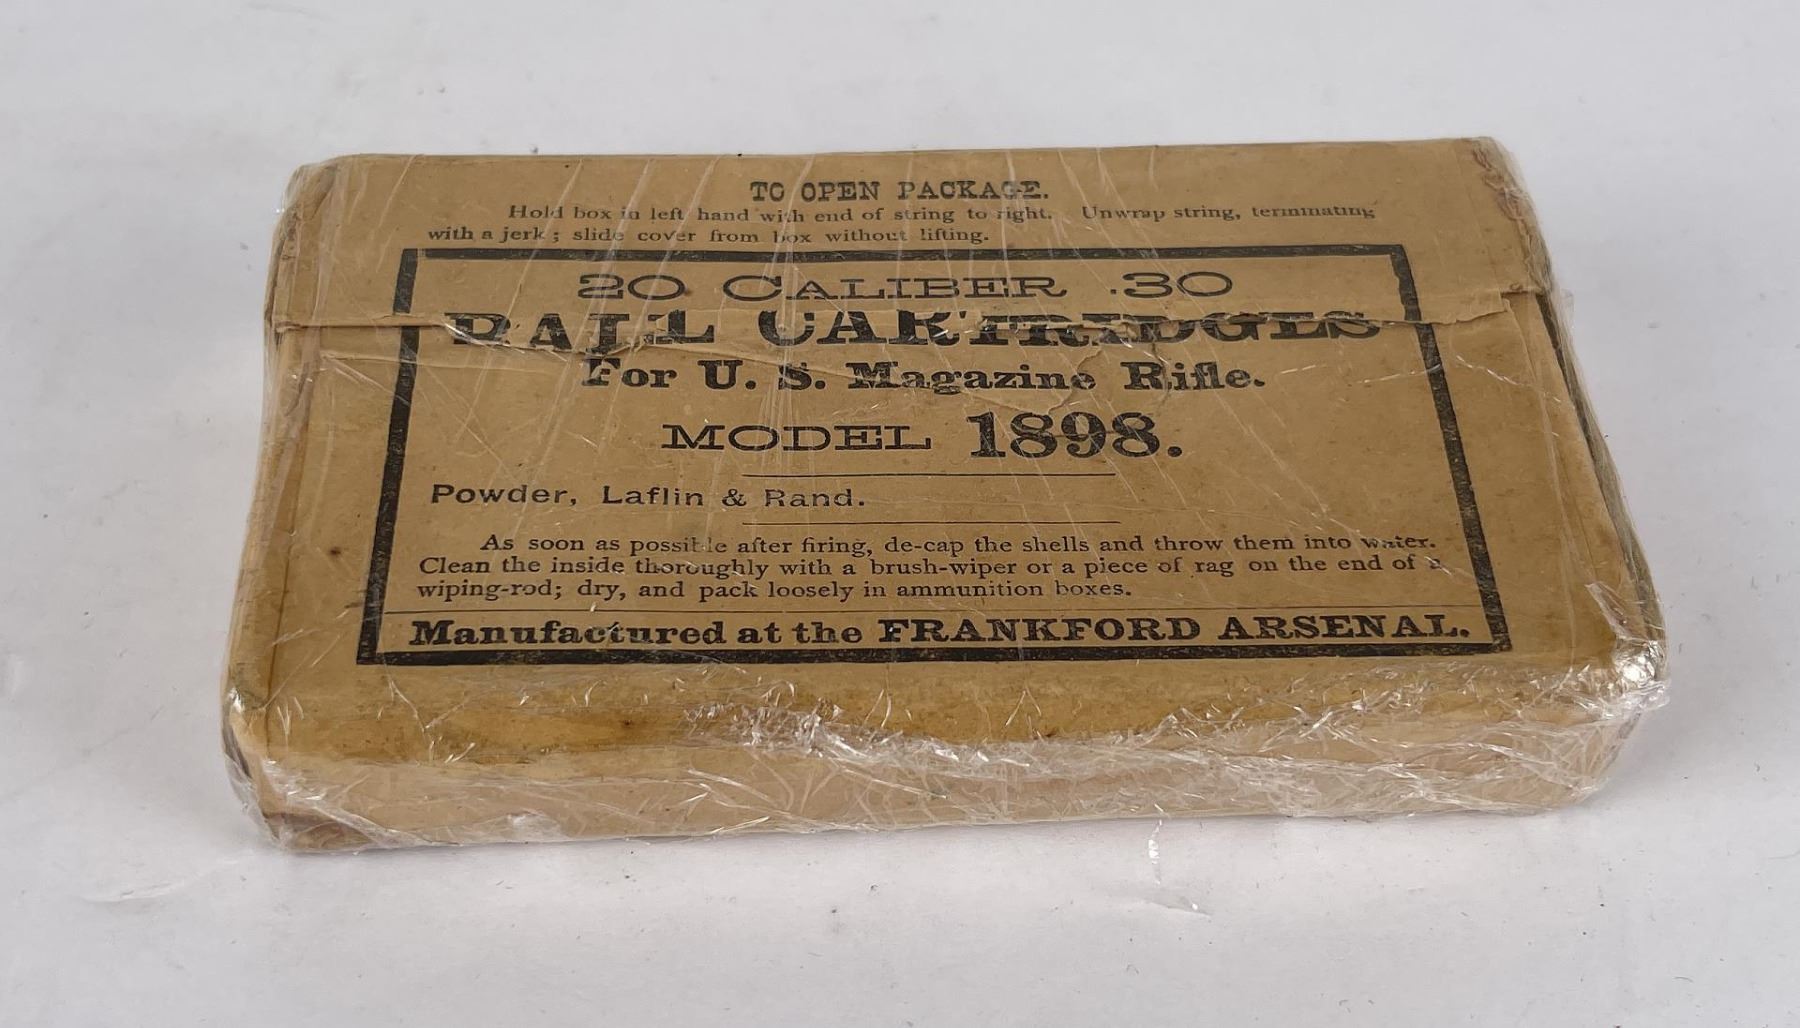 TO OPEN PACKAGE.
Hold box in left hand with end of string to right. Unwrap string, terminating
with a jerk; slide cover from box without lifting.
20 CALIBER .30
BALL CARTRIDGES
For U. S. Magazine Rifle.
MODEL 1898.
Powder, Laflin & Rand.
As soon as possible after firing, de-cap the shells and throw them into water.
Clean the inside thoroughly with a brush-wiper or a piece of rag on the end of a
wiping-rod; dry, and pack loosely in ammunition boxes.
Manufactured at the FRANKFORD ARSENAL.